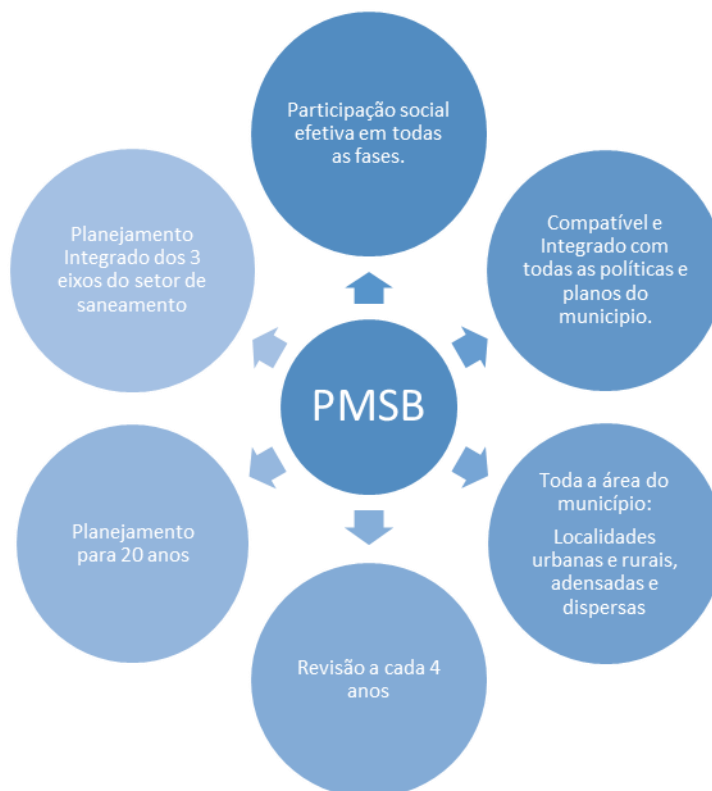 Participação social
efetiva em todas
as fases.
Compatível e
Integrado com
todas as políticas e
planos do
municipio.
Toda a área do
município:
Localidades
urbanas e rurais,
adensadas e
dispersas
Revisão a cada 4
anos
Planejamento
para 20 anos
Planejamento
Integrado dos 3
eixos do setor de
saneamento
PMSB